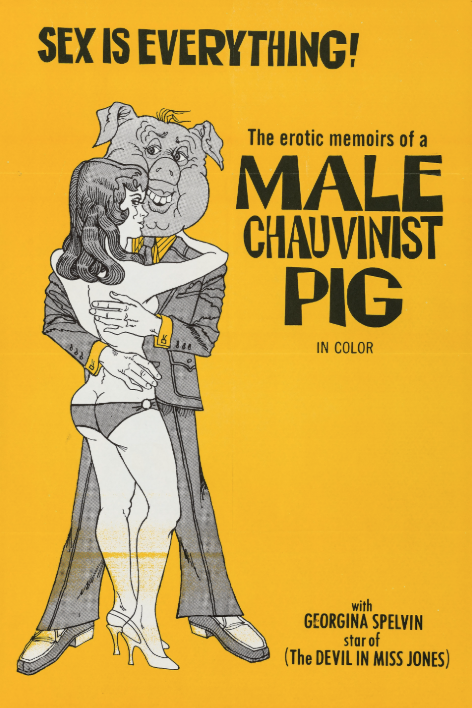 SEX IS EVERYTHING!
The erotic memoirs of a
MALE
CHAUVINIST
PIG
IN COLOR
with
GEORGINA SPELVIN
star of
(The DEVIL IN MISS JONES)